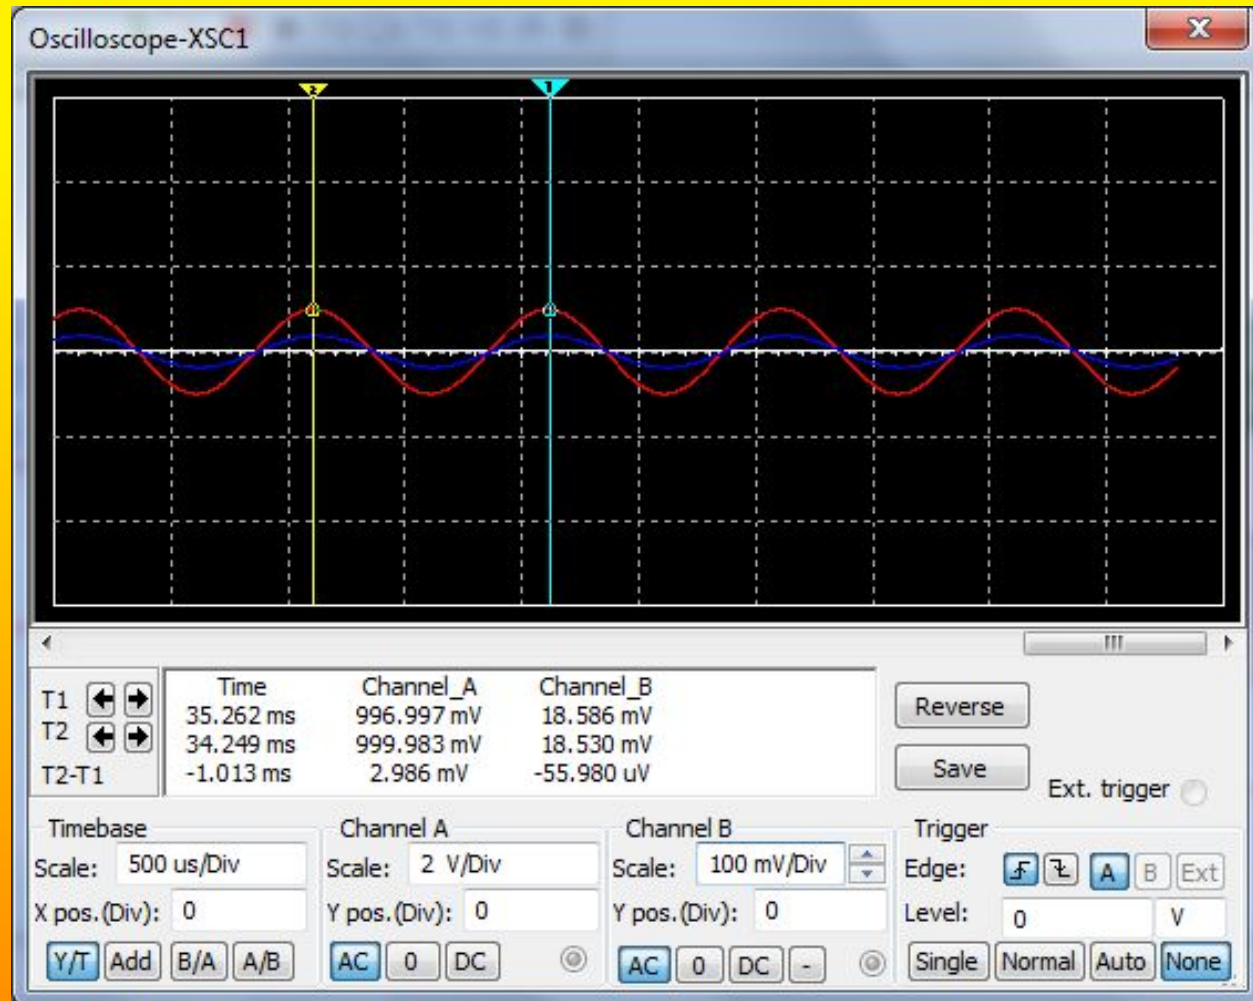 Oscilloscope-XSC1
2
1
Time Channel_A Channel_B
T1 35.262 ms 996.997 mV 18.586 mV
T2 34.249 ms 999.983 mV 18.530 mV
T2-T1 -1.013 ms 2.986 mV -55.980 uV
Reverse
Save
Ext. trigger
Timebase
Scale: 500 us/Div
X pos.(Div): 0
Y/T Add B/A A/B
Channel A
Scale: 2 V/Div
Y pos.(Div): 0
AC 0 DC
Channel B
Scale: 100 mV/Div
Y pos.(Div): 0
AC 0 DC -
Trigger
Edge: A B Ext
Level: 0 V
Single Normal Auto None